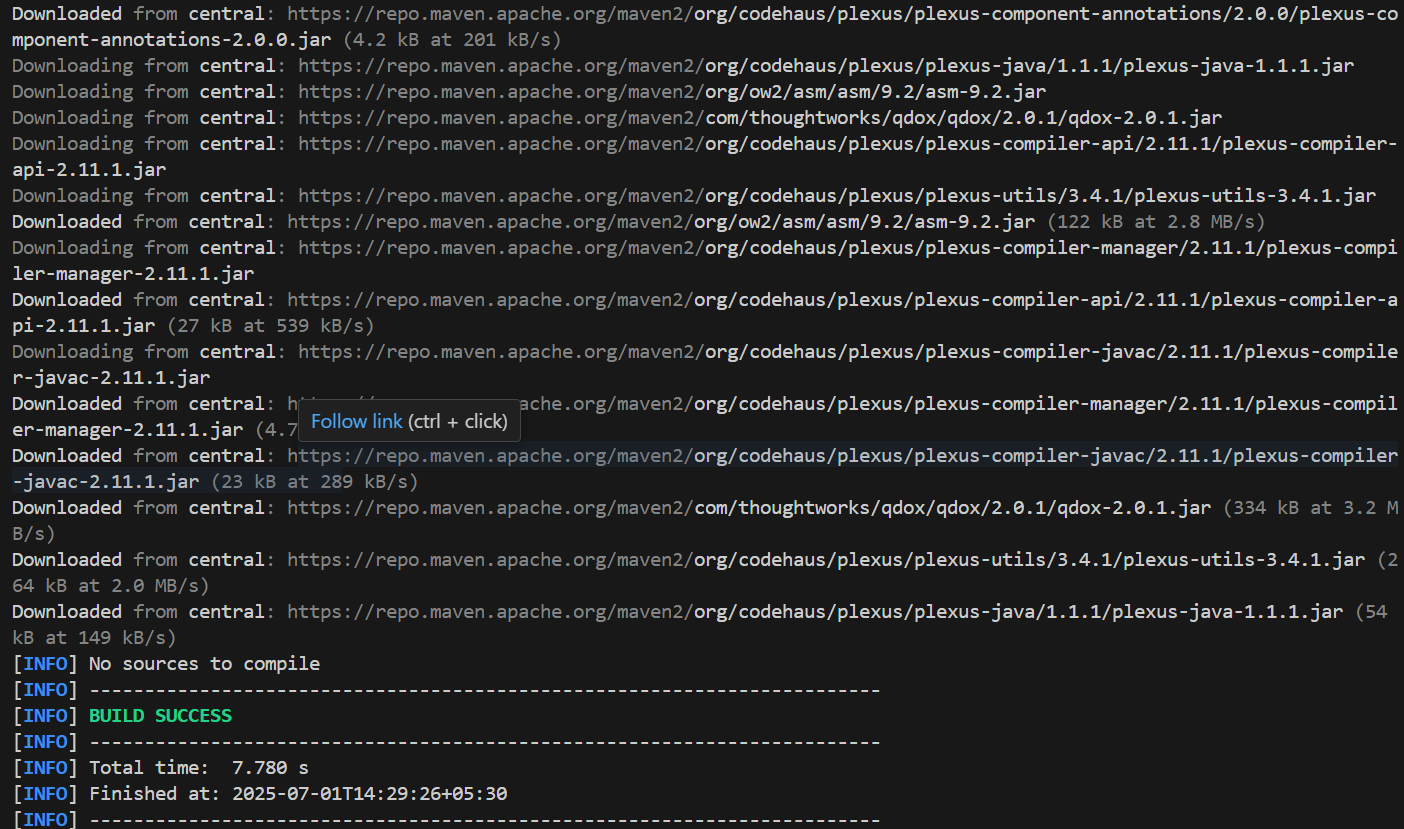 Downloaded from central: https://repo.maven.apache.org/maven2/org/codehaus/plexus/plexus-component-annotations/2.0.0/plexus-co
mponent-annotations-2.0.0.jar (4.2 kB at 201 kB/s)
Downloading from central: https://repo.maven.apache.org/maven2/org/codehaus/plexus/plexus-java/1.1.1/plexus-java-1.1.1.jar
Downloading from central: https://repo.maven.apache.org/maven2/org/ow2/asm/asm/9.2/asm-9.2.jar
Downloading from central: https://repo.maven.apache.org/maven2/com/thoughtworks/qdox/qdox/2.0.1/qdox-2.0.1.jar
Downloading from central: https://repo.maven.apache.org/maven2/org/codehaus/plexus/plexus-compiler-api/2.11.1/plexus-compiler-
api-2.11.1.jar
Downloading from central: https://repo.maven.apache.org/maven2/org/codehaus/plexus/plexus-utils/3.4.1/plexus-utils-3.4.1.jar
Downloaded from central: https://repo.maven.apache.org/maven2/org/ow2/asm/asm/9.2/asm-9.2.jar (122 kB at 2.8 MB/s)
Downloading from central: https://repo.maven.apache.org/maven2/org/codehaus/plexus/plexus-compiler-manager/2.11.1/plexus-compi
ler-manager-2.11.1.jar
Downloaded from central: https://repo.maven.apache.org/maven2/org/codehaus/plexus/plexus-compiler-api/2.11.1/plexus-compiler-a
pi-2.11.1.jar (27 kB at 539 kB/s)
Downloading from central: https://repo.maven.apache.org/maven2/org/codehaus/plexus/plexus-compiler-javac/2.11.1/plexus-compile
r-javac-2.11.1.jar
Downloaded from central: h ache.org/maven2/org/codehaus/plexus/plexus-compiler-manager/2.11.1/plexus-compil
er-manager-2.11.1.jar (4.7
Follow link (ctrl + click)
Downloaded from central: https://repo.maven.apache.org/maven2/org/codehaus/plexus/plexus-compiler-javac/2.11.1/plexus-compiler
-javac-2.11.1.jar (23 kB at 289 kB/s)
Downloaded from central: https://repo.maven.apache.org/maven2/com/thoughtworks/qdox/qdox/2.0.1/qdox-2.0.1.jar (334 kB at 3.2 M
B/s)
Downloaded from central: https://repo.maven.apache.org/maven2/org/codehaus/plexus/plexus-utils/3.4.1/plexus-utils-3.4.1.jar (2
64 kB at 2.0 MB/s)
Downloaded from central: https://repo.maven.apache.org/maven2/org/codehaus/plexus/plexus-java/1.1.1/plexus-java-1.1.1.jar (54
kB at 149 kB/s)
[INFO] No sources to compile
[INFO] ------------------------------------------------------------------------
[INFO] BUILD SUCCESS
[INFO] ------------------------------------------------------------------------
[INFO] Total time:  7.780 s
[INFO] Finished at: 2025-07-01T14:29:26+05:30
[INFO] ------------------------------------------------------------------------